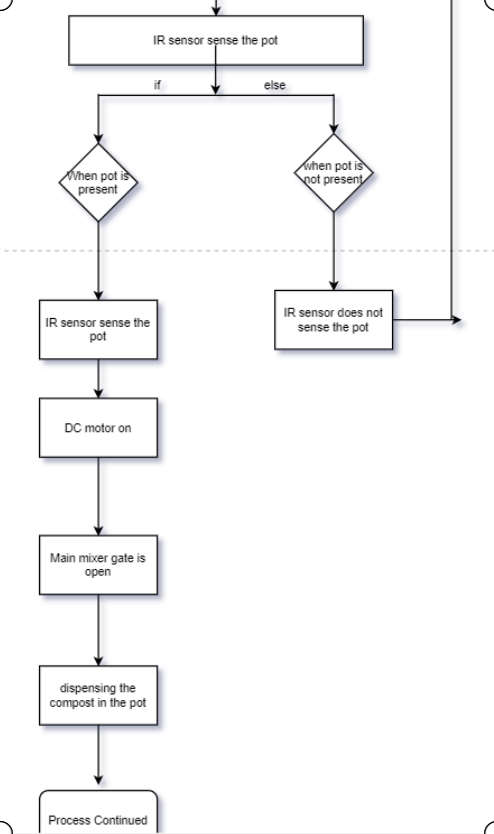 IR sensor sense the pot
if
else
When pot is
present
when pot is
not present
IR sensor sense the
pot
IR sensor does not
sense the pot
DC motor on
Main mixer gate is
open
dispensing the
compost in the pot
Process Continued